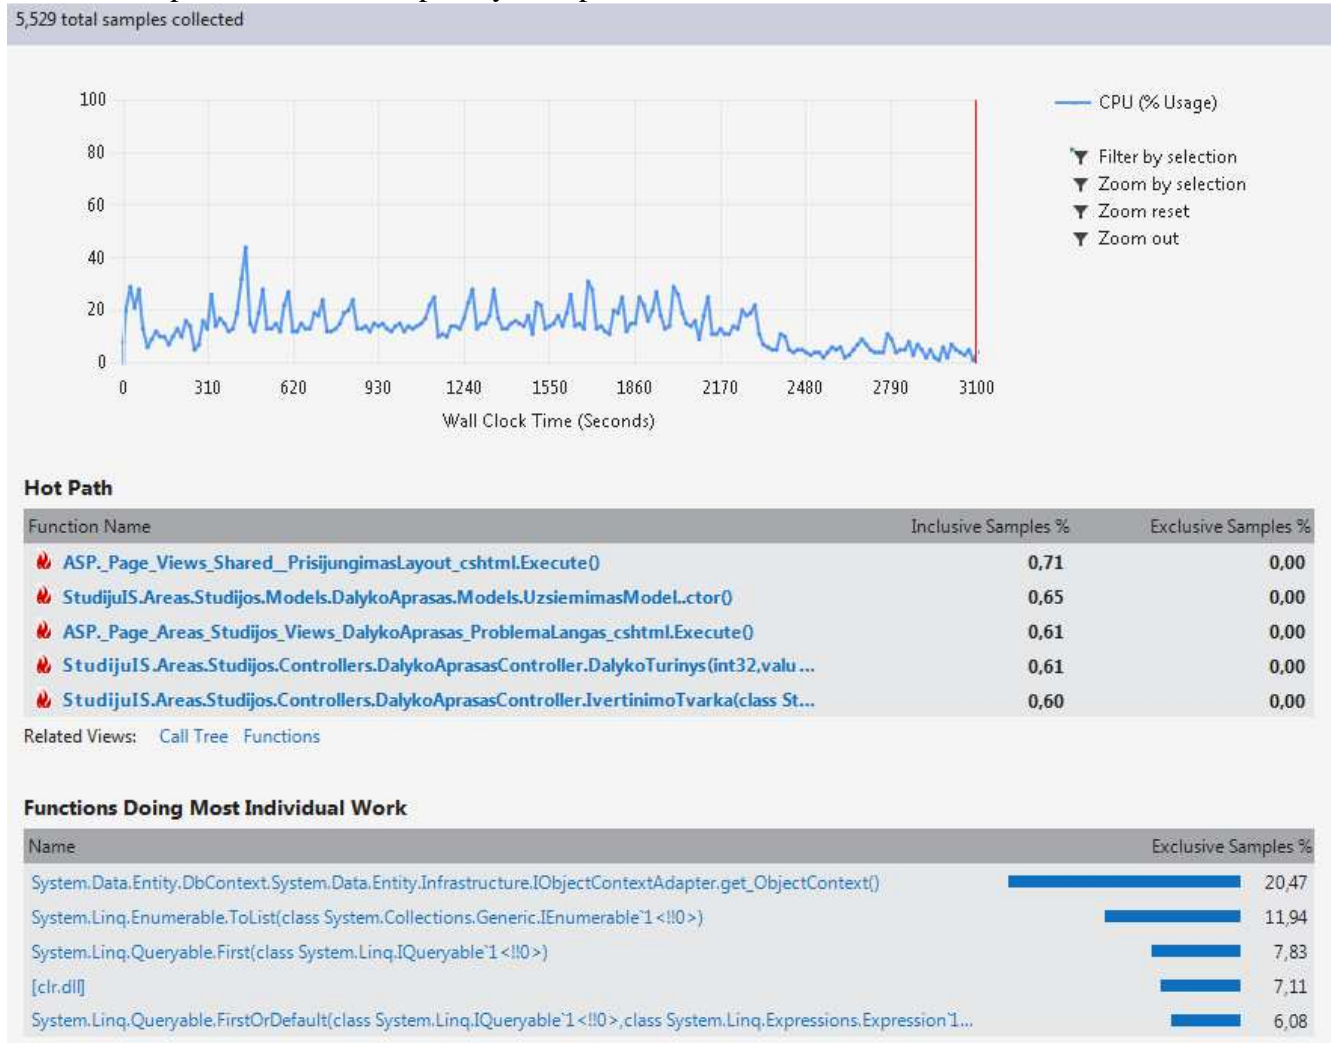 5,529 total samples collected
100
80
60
40
20
0
0 310 620 930 1240 1550 1860 2170 2480 2790 3100
Wall Clock Time (Seconds)
CPU (% Usage)
Filter by selection
Zoom by selection
Zoom reset
Zoom out
Hot Path
Function Name Inclusive Samples % Exclusive Samples %
ASP._Page_Views_Shared__PrisijungimasLayout_cshtml.Execute() 0,71 0,00
StudijuIS.Areas.Studijos.Models.DalykoAprasas.Models.UzsiemimasModel..ctor() 0,65 0,00
ASP._Page_Areas_Studijos_Views_DalykoAprasas_ProblemaLangas_cshtml.Execute() 0,61 0,00
StudijuIS.Areas.Studijos.Controllers.DalykoAprasasController.DalykoTurinys(int32,valu... 0,61 0,00
StudijuIS.Areas.Studijos.Controllers.DalykoAprasasController.IvertinimoTvarka(class St... 0,60 0,00
Related Views: Call Tree Functions
Functions Doing Most Individual Work
Name Exclusive Samples %
System.Data.Entity.DbContext.System.Data.Entity.Infrastructure.IObjectContextAdapter.get_ObjectContext() 20,47
System.Linq.Enumerable.ToList(class System.Collections.Generic.IEnumerable`1<!!0>) 11,94
System.Linq.Queryable.First(class System.Linq.IQueryable`1<!!0>) 7,83
[clr.dll] 7,11
System.Linq.Queryable.FirstOrDefault(class System.Linq.IQueryable`1<!!0>,class System.Linq.Expressions.Expression`1... 6,08